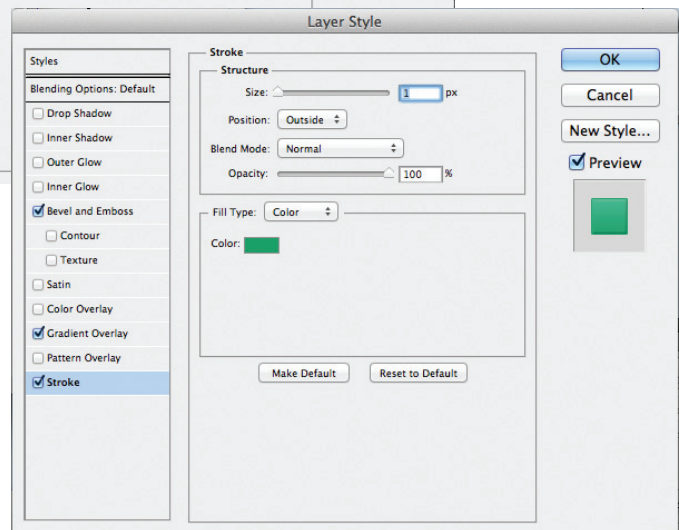 Layer Style
Styles
Blending Options: Default
Drop Shadow
Inner Shadow
Outer Glow
Inner Glow
Bevel and Emboss
Contour
Texture
Satin
Color Overlay
Gradient Overlay
Pattern Overlay
Stroke
Stroke
Structure
Size: 1 px
Position: Outside
Blend Mode: Normal
Opacity: 100 %
Fill Type: Color
Color:
Make Default Reset to Default
OK
Cancel
New Style...
Preview